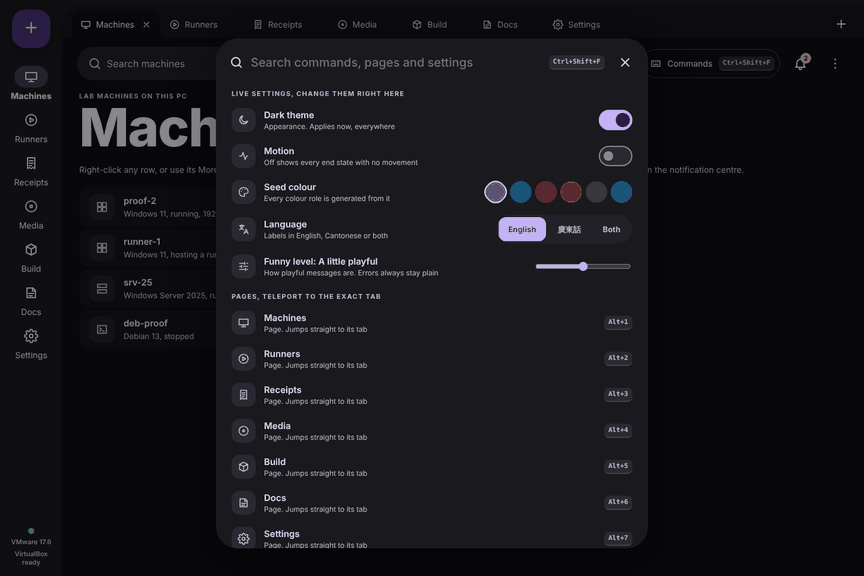 Machines
Runners
Receipts
Media
Build
Docs
Settings
Search machines
Search commands, pages and settings
Ctrl+Shift+F
Commands
Ctrl+Shift+F
2
Machines
Runners
Receipts
Media
Build
Docs
Settings
VMware 17.6
VirtualBox
ready
LAB MACHINES ON THIS PC
Mach
Right-click any row, or use its More
n the notification centre.
proof-2
Windows 11, running, 192
runner-1
Windows 11, hosting a ru
srv-25
Windows Server 2025, ru
deb-proof
Debian 13, stopped
LIVE SETTINGS, CHANGE THEM RIGHT HERE
Dark theme
Appearance. Applies now, everywhere
Motion
Off shows every end state with no movement
Seed colour
Every colour role is generated from it
Language
Labels in English, Cantonese or both
English
廣東話
Both
Funny level: A little playful
How playful messages are. Errors always stay plain
PAGES, TELEPORT TO THE EXACT TAB
Machines
Page. Jumps straight to its tab
Alt+1
Runners
Page. Jumps straight to its tab
Alt+2
Receipts
Page. Jumps straight to its tab
Alt+3
Media
Page. Jumps straight to its tab
Alt+4
Build
Page. Jumps straight to its tab
Alt+5
Docs
Page. Jumps straight to its tab
Alt+6
Settings
Page. Jumps straight to its tab
Alt+7